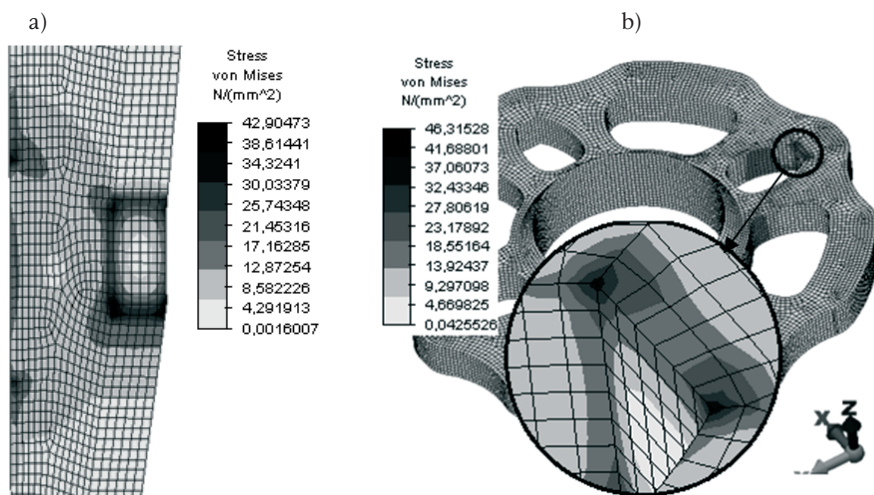 a)
b)
Stress
von Mises
N/(mm^2)
42,90473
38,61441
34,3241
30,03379
25,74348
21,45316
17,16285
12,87254
8,582226
4,291913
0,0016007
Stress
von Mises
N/(mm^2)
46,31528
41,68801
37,06073
32,43346
27,80619
23,17892
18,55164
13,92437
9,297098
4,669825
0,0425526
X
Z